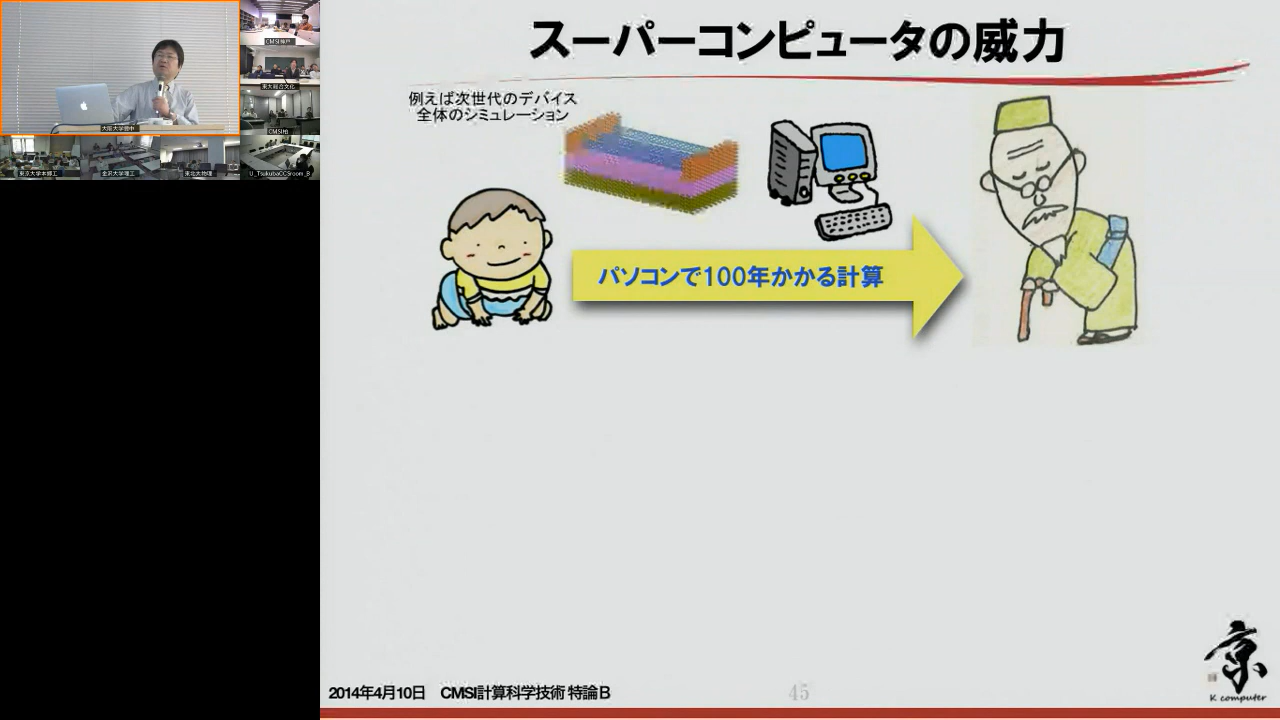 スーパーコンピュータの威力
例えば次世代のデバイス
全体のシミュレーション
パソコンで100年かかる計算
2014年4月10日 CMSI計算科学技術 特論B
45
京
K computer
大阪大学豊中
CMSI神戸
東大総合文化
CMSI柏
東京大学本郷工
金沢大学理工
東北大物理
U_TsukubaCCSroom_B